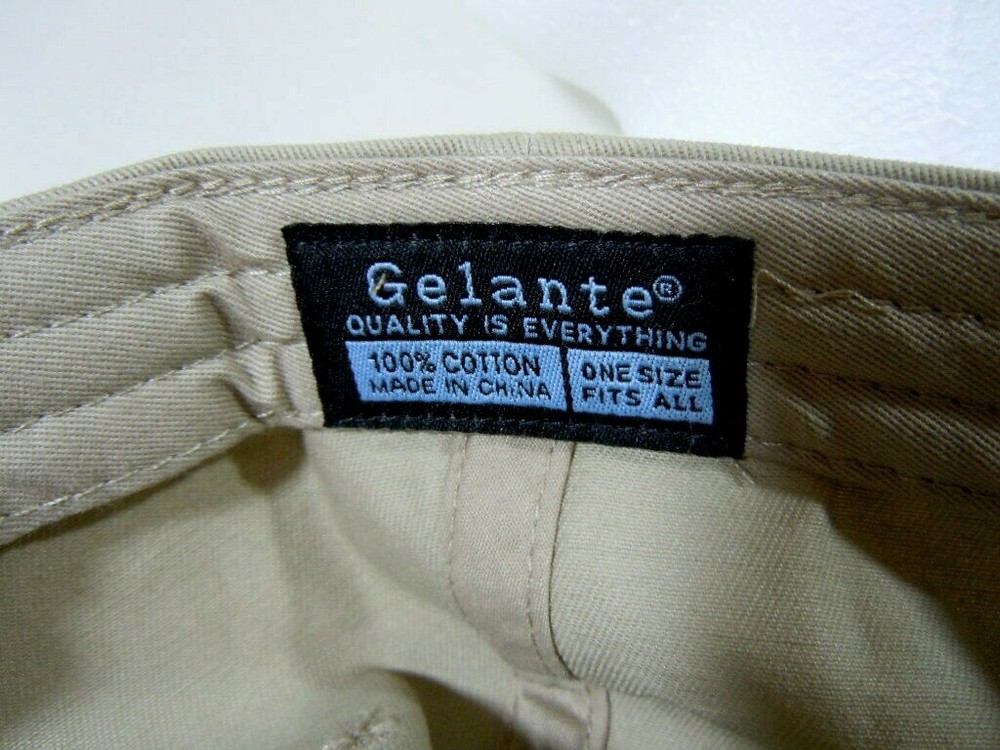 Gelante®
QUALITY IS EVERYTHING
100% COTTON
MADE IN CHINA
ONE SIZE
FITS ALL